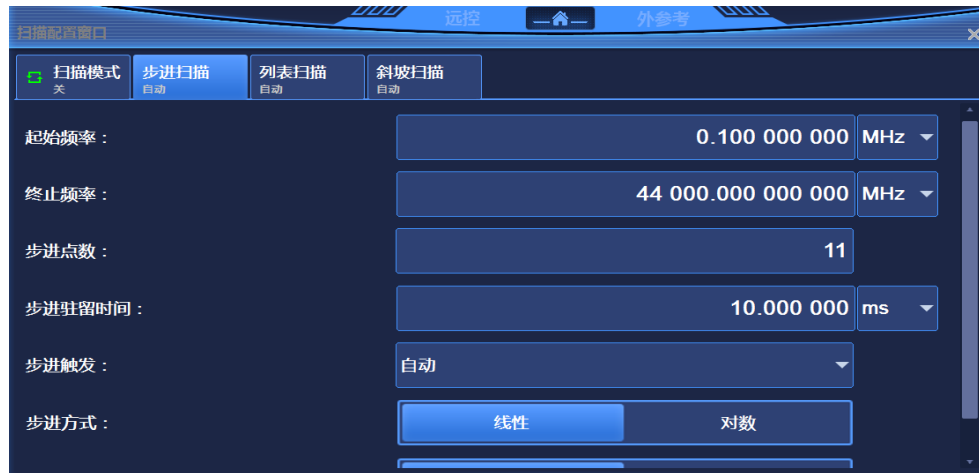 远控
外参考
扫描配置窗口
扫描模式
关
步进扫描
自动
列表扫描
自动
斜坡扫描
自动
起始频率：
0.100 000 000
MHz
终止频率：
44 000.000 000 000
MHz
步进点数：
11
步进驻留时间：
10.000 000
ms
步进触发：
自动
步进方式：
线性
对数